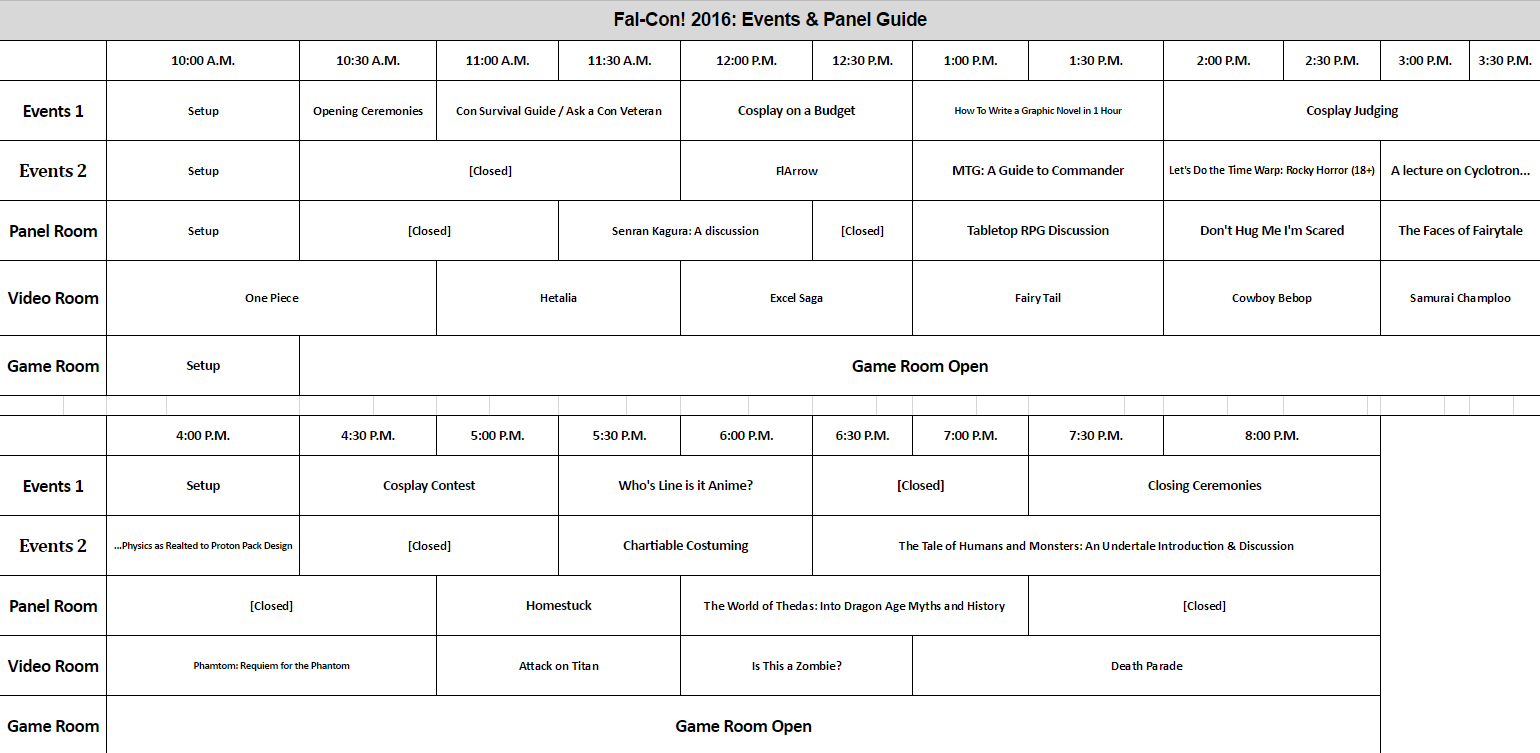 Fal-Con! 2016: Events & Panel Guide
10:00 A.M. 10:30 A.M. 11:00 A.M. 11:30 A.M. 12:00 P.M. 12:30 P.M. 1:00 P.M. 1:30 P.M. 2:00 P.M. 2:30 P.M. 3:00 P.M. 3:30 P.M.
Events 1 Setup Opening Ceremonies Con Survival Guide / Ask a Con Veteran Cosplay on a Budget How To Write a Graphic Novel in 1 Hour Cosplay Judging
Events 2 Setup [Closed] FlArrow MTG: A Guide to Commander Let's Do the Time Warp: Rocky Horror (18+) A lecture on Cyclotron...
Panel Room Setup [Closed] Senran Kagura: A discussion [Closed] Tabletop RPG Discussion Don't Hug Me I'm Scared The Faces of Fairytale
Video Room One Piece Hetalia Excel Saga Fairy Tail Cowboy Bebop Samurai Champloo
Game Room Setup Game Room Open
4:00 P.M. 4:30 P.M. 5:00 P.M. 5:30 P.M. 6:00 P.M. 6:30 P.M. 7:00 P.M. 7:30 P.M. 8:00 P.M.
Events 1 Setup Cosplay Contest Who's Line is it Anime? [Closed] Closing Ceremonies
Events 2 ...Physics as Realted to Proton Pack Design [Closed] Chartiable Costuming The Tale of Humans and Monsters: An Undertale Introduction & Discussion
Panel Room [Closed] Homestuck The World of Thedas: Into Dragon Age Myths and History [Closed]
Video Room Phamtom: Requiem for the Phantom Attack on Titan Is This a Zombie? Death Parade
Game Room Game Room Open